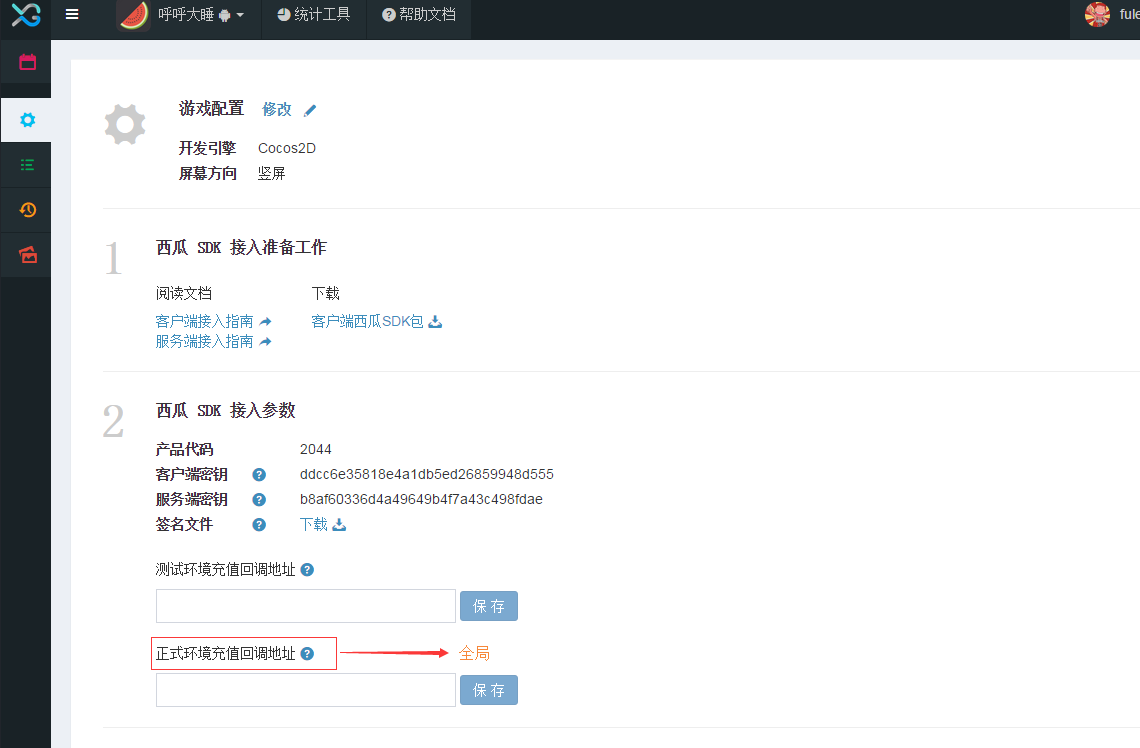 呼呼大睡 统计工具 帮助文档
游戏配置 修改
开发引擎 Cocos2D
屏幕方向 竖屏
1 西瓜 SDK 接入准备工作
阅读文档 下载
客户端接入指南 客户端西瓜SDK包
服务端接入指南
2 西瓜 SDK 接入参数
产品代码 2044
客户端密钥 ddcc6e35818e4a1db5ed26859948d555
服务端密钥 b8af60336d4a49649b4f7a43c498fdae
签名文件 下载
测试环境充值回调地址
保 存
正式环境充值回调地址 全局
保 存